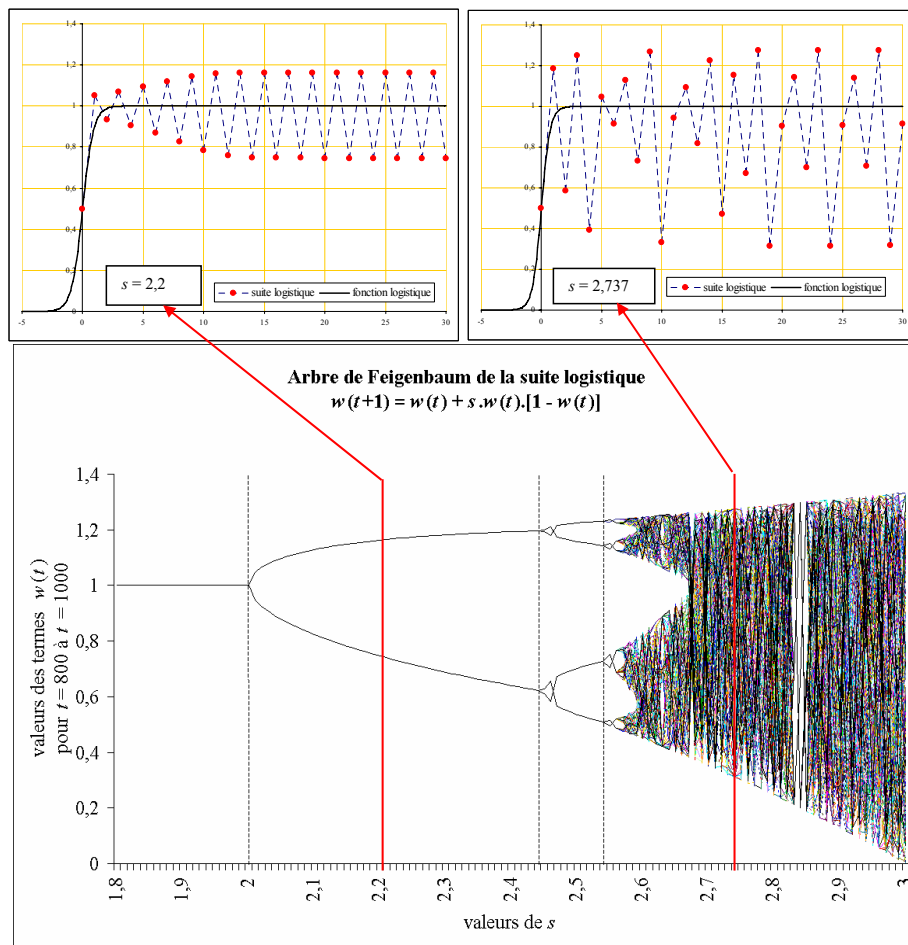 1,4
1,2
1
0,8
0,6
0,4
0,2
0
-5 0 5 10 15 20 25 30
s = 2,2
suite logistique fonction logistique
1,4
1,2
1
0,8
0,6
0,4
0,2
0
-5 0 5 10 15 20 25 30
s = 2,737
suite logistique fonction logistique
Arbre de Feigenbaum de la suite logistique
w(t+1) = w(t) + s.w(t).[1 - w(t)]
valeurs des termes w(t)
pour t = 800 à t = 1000
1,4
1,2
1
0,8
0,6
0,4
0,2
0
1,8 1,9 2 2,1 2,2 2,3 2,4 2,5 2,6 2,7 2,8 2,9 3
valeurs de s